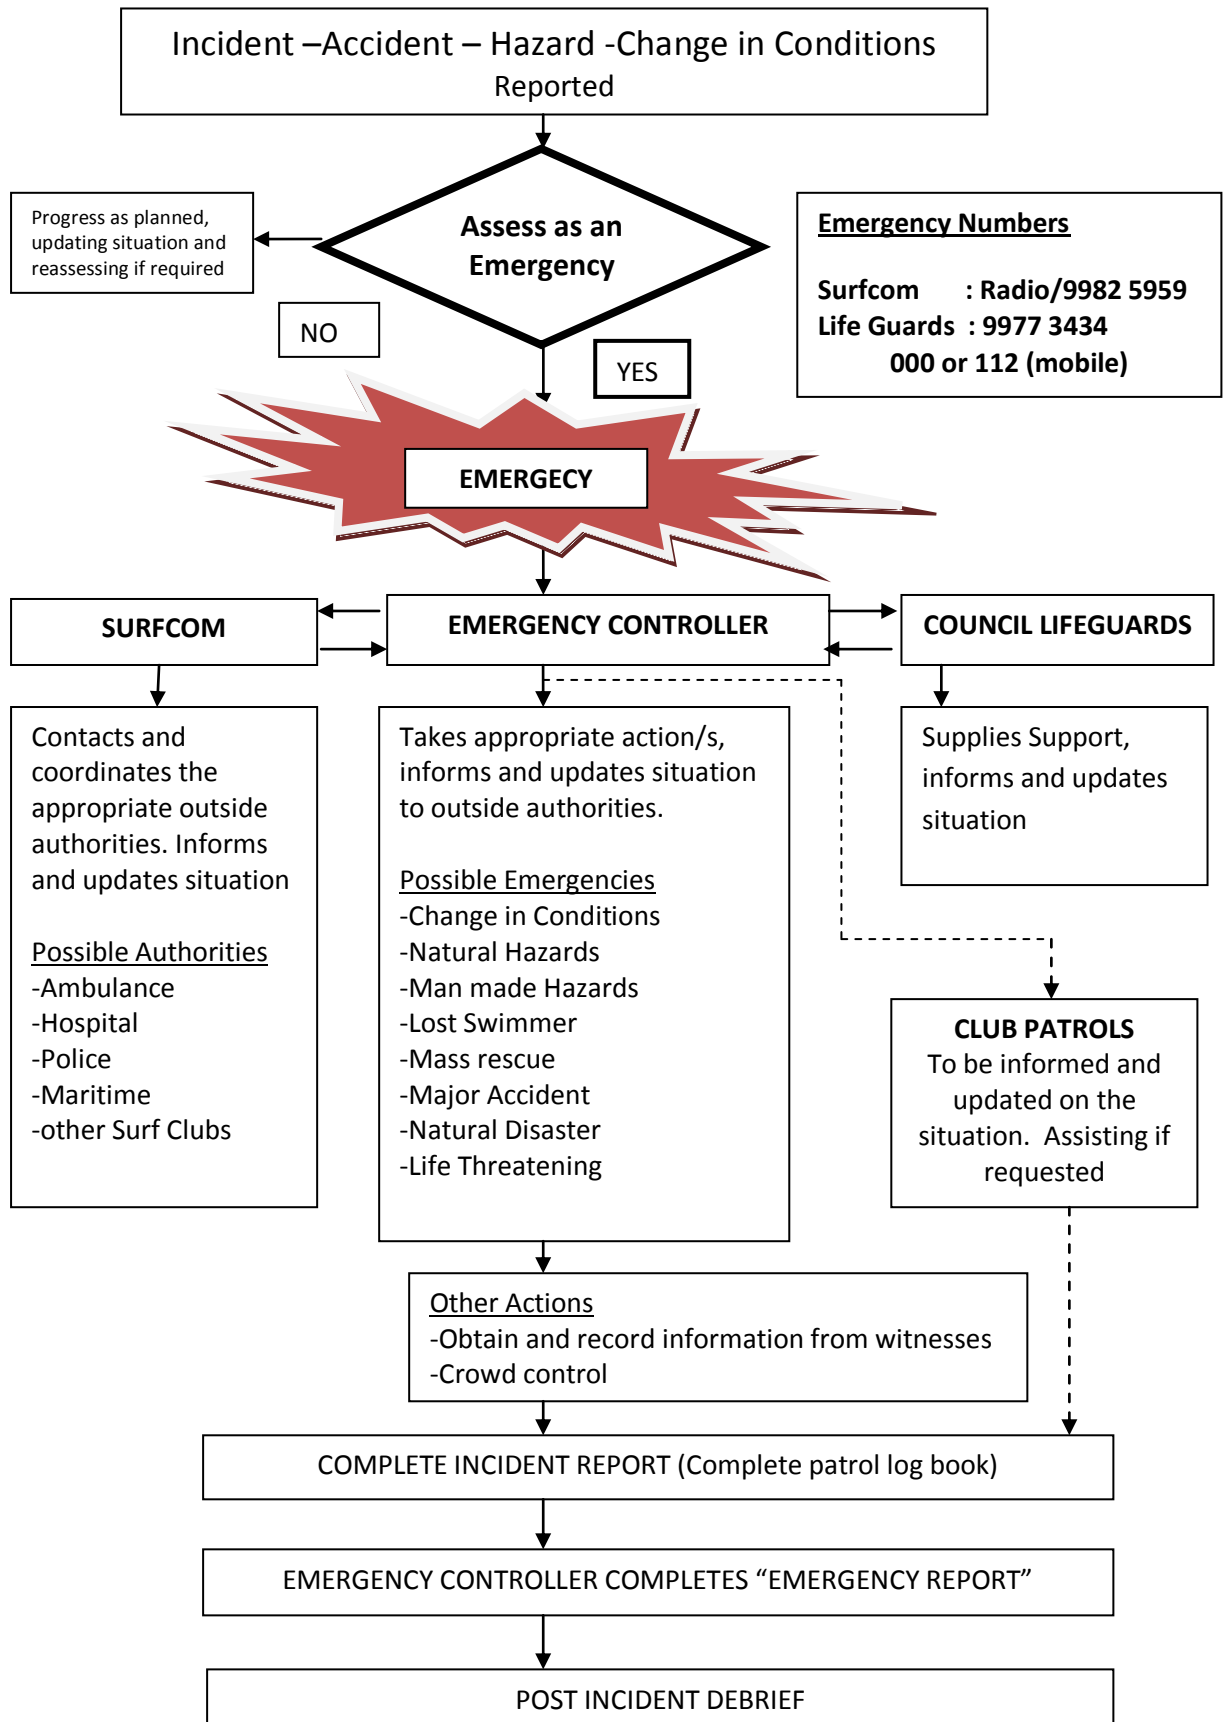 Incident –Accident – Hazard -Change in Conditions
Reported
Assess as an
Emergency
Progress as planned,
updating situation and
reassessing if required
Emergency Numbers
Surfcom : Radio/9982 5959
Life Guards : 9977 3434
000 or 112 (mobile)
NO
YES
EMERGECY
SURFCOM
EMERGENCY CONTROLLER
COUNCIL LIFEGUARDS
Contacts and
coordinates the
appropriate outside
authorities. Informs
and updates situation
Possible Authorities
-Ambulance
-Hospital
-Police
-Maritime
-other Surf Clubs
Takes appropriate action/s,
informs and updates situation
to outside authorities.
Possible Emergencies
-Change in Conditions
-Natural Hazards
-Man made Hazards
-Lost Swimmer
-Mass rescue
-Major Accident
-Natural Disaster
-Life Threatening
Supplies Support,
informs and updates
situation
CLUB PATROLS
To be informed and
updated on the
situation.  Assisting if
requested
Other Actions
-Obtain and record information from witnesses
-Crowd control
COMPLETE INCIDENT REPORT (Complete patrol log book)
EMERGENCY CONTROLLER COMPLETES “EMERGENCY REPORT”
POST INCIDENT DEBRIEF